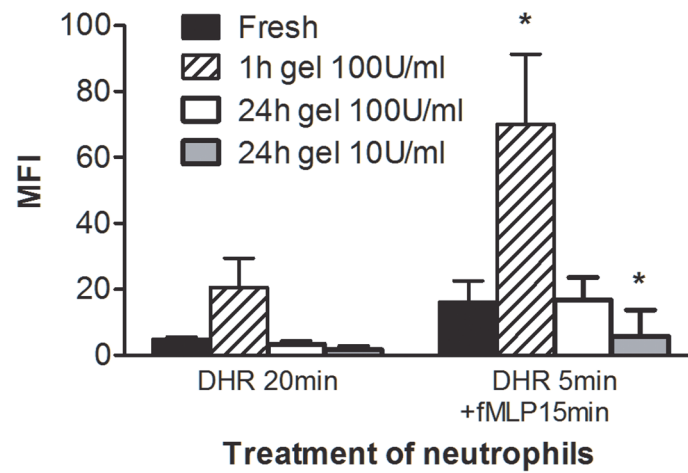 100
80
60
40
20
0
MFI
Fresh
1h gel 100U/ml
24h gel 100U/ml
24h gel 10U/ml
*
*
DHR 20min
DHR 5min
+fMLP15min
Treatment of neutrophils